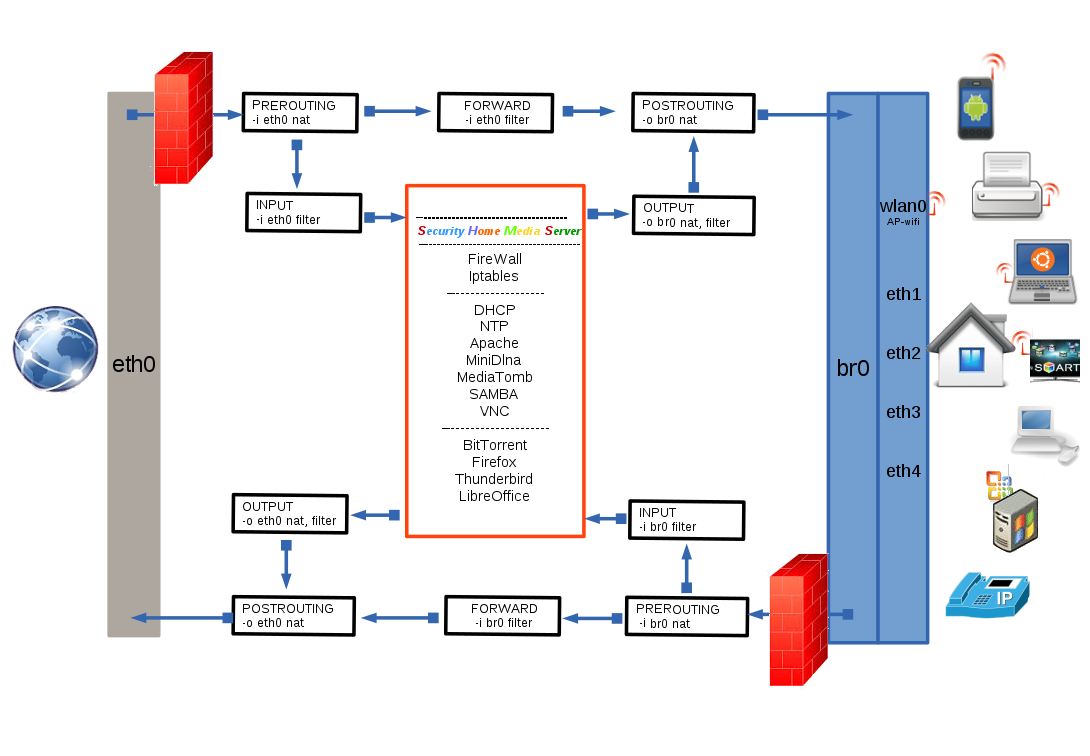 PREROUTING
-i eth0 nat
FORWARD
-i eth0 filter
POSTROUTING
-o br0 nat
INPUT
-i eth0 filter
OUTPUT
-o br0 nat, filter
Security Home Media Server
FireWall
Iptables
DHCP
NTP
Apache
MiniDlna
MediaTomb
SAMBA
VNC
BitTorrent
Firefox
Thunderbird
LibreOffice
eth0
br0
wlan0
AP-wifi
eth1
eth2
eth3
eth4
SMART
IP
OUTPUT
-o eth0 nat, filter
INPUT
-i br0 filter
POSTROUTING
-o eth0 nat
FORWARD
-i br0 filter
PREROUTING
-i br0 nat